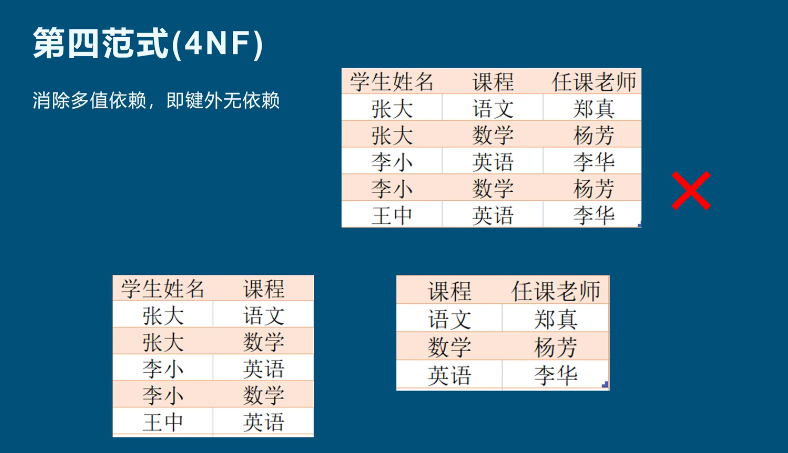 第四范式(4NF)
消除多值依赖，即键外无依赖
学生姓名 课程 任课老师
张大 语文 郑真
张大 数学 杨芳
李小 英语 李华
李小 数学 杨芳
王中 英语 李华
学生姓名 课程
张大 语文
张大 数学
李小 英语
李小 数学
王中 英语
课程 任课老师
语文 郑真
数学 杨芳
英语 李华